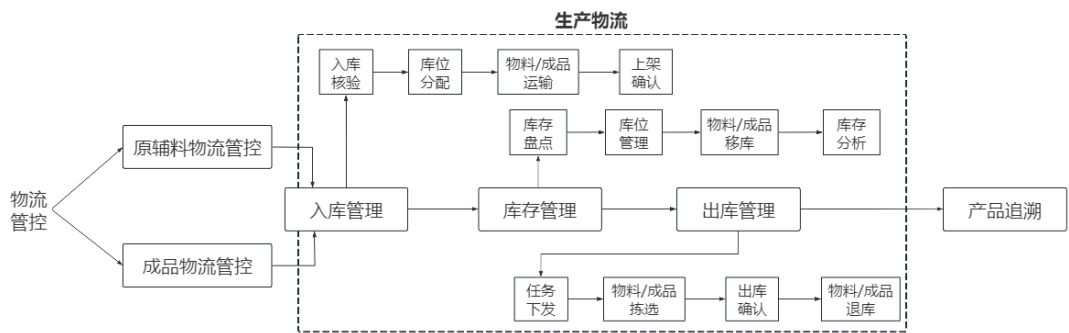 生产物流
入库
核验
库位
分配
物料/成品
运输
上架
确认
库存
盘点
库位
管理
物料/成品
移库
库存
分析
原辅料物流管控
物流
管控
入库管理
库存管理
出库管理
产品追溯
成品物流管控
任务
下发
物料/成品
拣选
出库
确认
物料/成品
退库